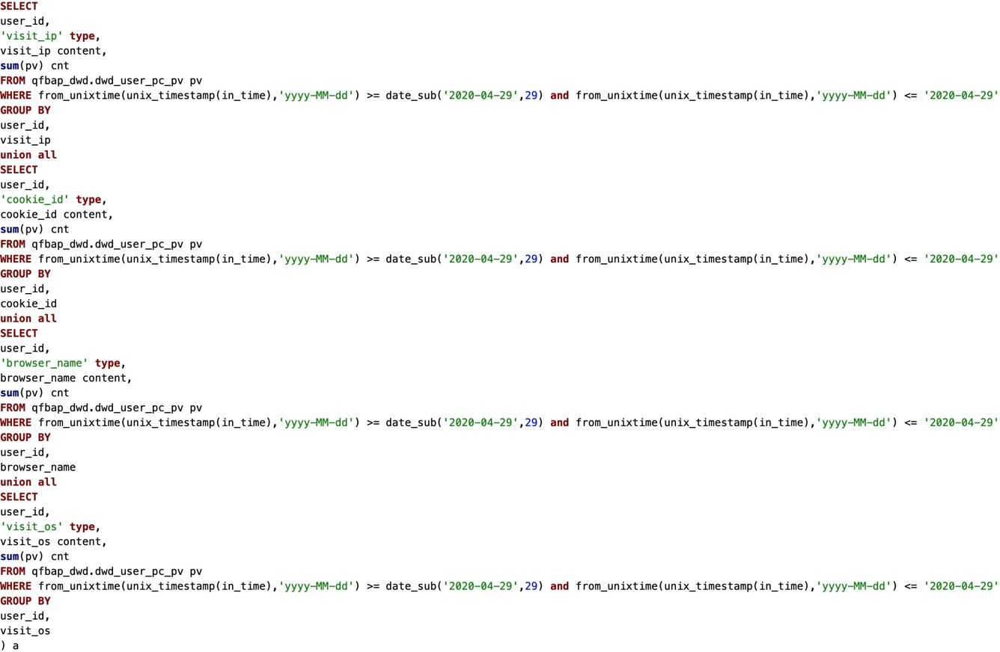 SELECT
user_id,
'visit_ip' type,
visit_ip content,
sum(pv) cnt
FROM qfbap_dwd.dwd_user_pc_pv pv
WHERE from_unixtime(unix_timestamp(in_time),'yyyy-MM-dd') >= date_sub('2020-04-29',29) and from_unixtime(unix_timestamp(in_time),'yyyy-MM-dd') <= '2020-04-29'
GROUP BY
user_id,
visit_ip
union all
SELECT
user_id,
'cookie_id' type,
cookie_id content,
sum(pv) cnt
FROM qfbap_dwd.dwd_user_pc_pv pv
WHERE from_unixtime(unix_timestamp(in_time),'yyyy-MM-dd') >= date_sub('2020-04-29',29) and from_unixtime(unix_timestamp(in_time),'yyyy-MM-dd') <= '2020-04-29'
GROUP BY
user_id,
cookie_id
union all
SELECT
user_id,
'browser_name' type,
browser_name content,
sum(pv) cnt
FROM qfbap_dwd.dwd_user_pc_pv pv
WHERE from_unixtime(unix_timestamp(in_time),'yyyy-MM-dd') >= date_sub('2020-04-29',29) and from_unixtime(unix_timestamp(in_time),'yyyy-MM-dd') <= '2020-04-29'
GROUP BY
user_id,
browser_name
union all
SELECT
user_id,
'visit_os' type,
visit_os content,
sum(pv) cnt
FROM qfbap_dwd.dwd_user_pc_pv pv
WHERE from_unixtime(unix_timestamp(in_time),'yyyy-MM-dd') >= date_sub('2020-04-29',29) and from_unixtime(unix_timestamp(in_time),'yyyy-MM-dd') <= '2020-04-29'
GROUP BY
user_id,
visit_os
) a